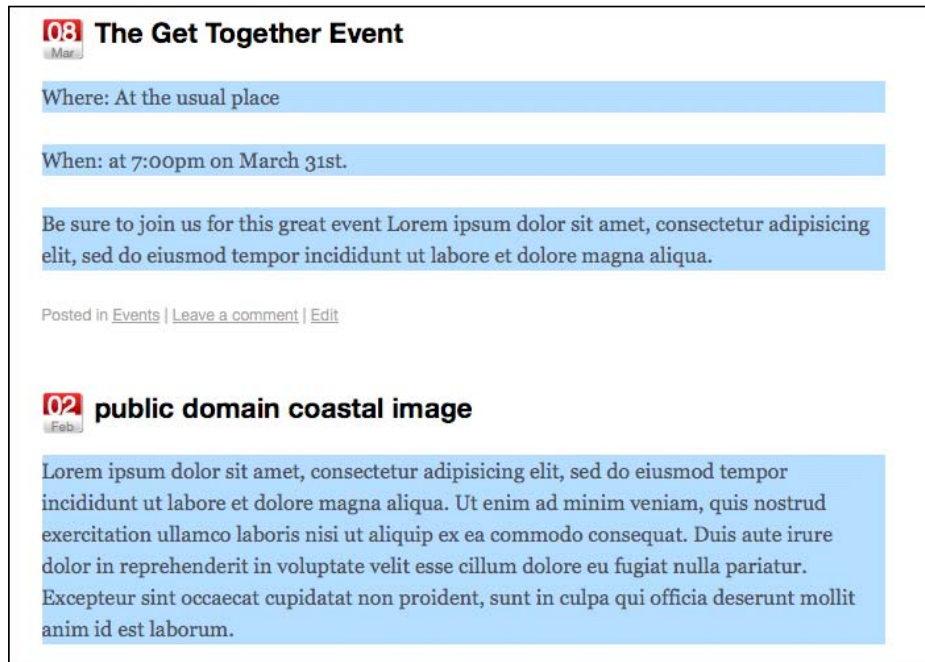 08 The Get Together Event
Mar
Where: At the usual place
When: at 7:00pm on March 31st.
Be sure to join us for this great event Lorem ipsum dolor sit amet, consectetur adipisicing
elit, sed do eiusmod tempor incididunt ut labore et dolore magna aliqua.
Posted in Events | Leave a comment | Edit
02 public domain coastal image
Feb
Lorem ipsum dolor sit amet, consectetur adipisicing elit, sed do eiusmod tempor
incididunt ut labore et dolore magna aliqua. Ut enim ad minim veniam, quis nostrud
exercitation ullamco laboris nisi ut aliquip ex ea commodo consequat. Duis aute irure
dolor in reprehenderit in voluptate velit esse cillum dolore eu fugiat nulla pariatur.
Excepteur sint occaecat cupidatat non proident, sunt in culpa qui officia deserunt mollit
anim id est laborum.